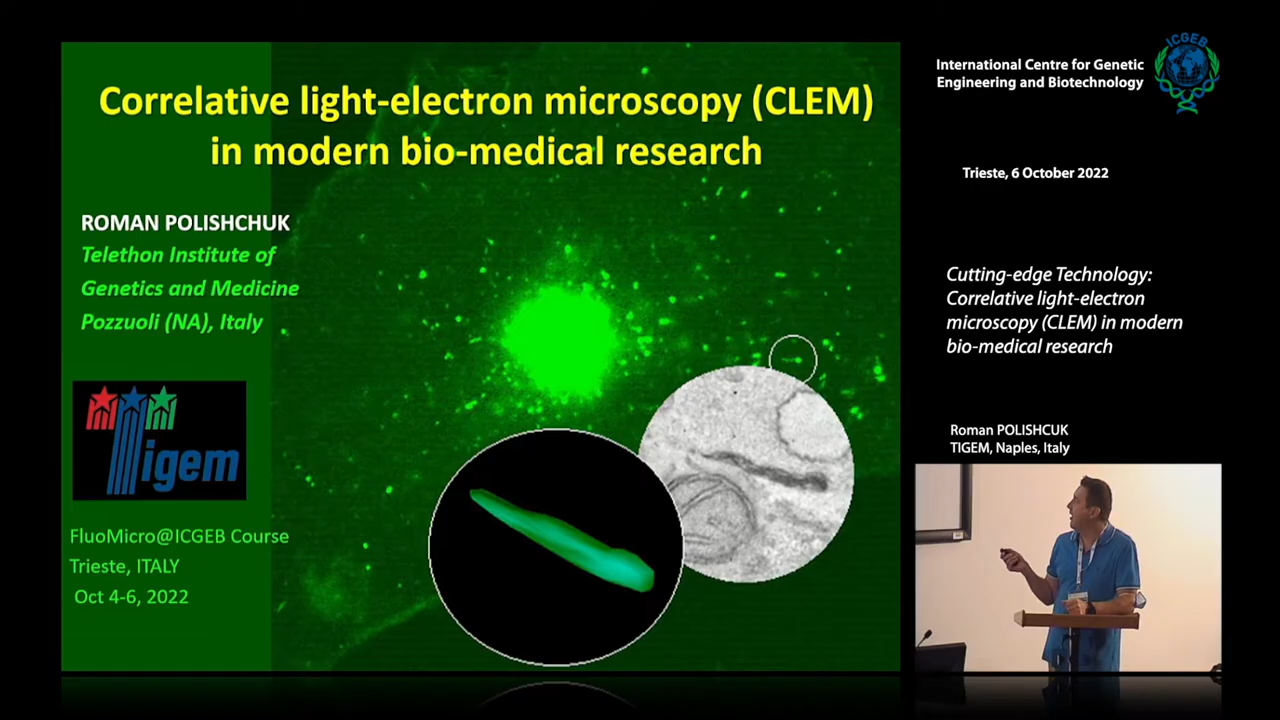 Correlative light-electron microscopy (CLEM)
in modern bio-medical research
ROMAN POLISHCHUK
Telethon Institute of
Genetics and Medicine
Pozzuoli (NA), Italy
Tigem
FluoMicro@ICGEB Course
Trieste, ITALY
Oct 4-6, 2022
International Centre for Genetic
Engineering and Biotechnology
ICGEB
Trieste, 6 October 2022
Cutting-edge Technology:
Correlative light-electron
microscopy (CLEM) in modern
bio-medical research
Roman POLISHCUK
TIGEM, Naples, Italy